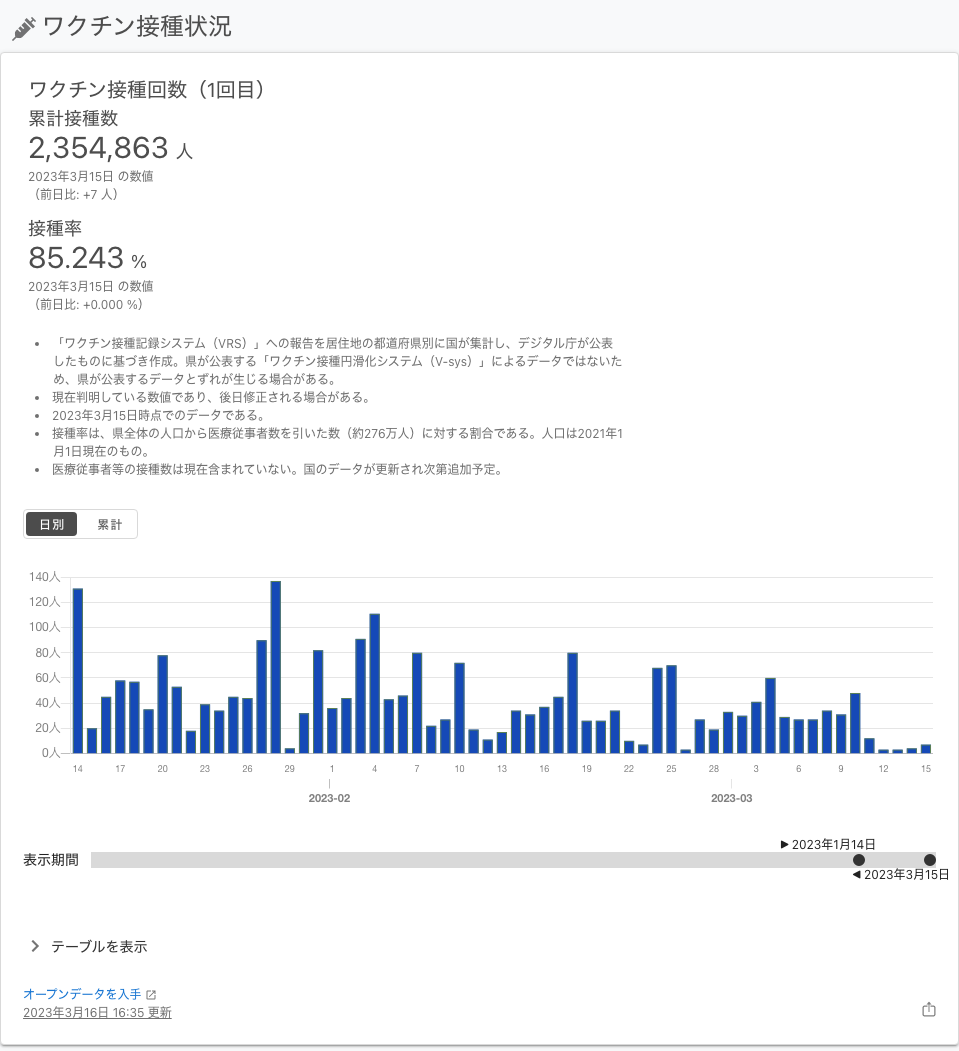 ワクチン接種状況
ワクチン接種回数（1回目）
累計接種数
2,354,863 人
2023年3月15日 の数値
（前日比: +7 人）
接種率
85.243 %
2023年3月15日 の数値
（前日比: +0.000 %）
• 「ワクチン接種記録システム（VRS）」への報告を居住地の都道府県別に国が集計し、デジタル庁が公表
したものに基づき作成。県が公表する「ワクチン接種円滑化システム（V-sys）」によるデータではないた
め、県が公表するデータとずれが生じる場合がある。
• 現在判明している数値であり、後日修正される場合がある。
• 2023年3月15日時点でのデータである。
• 接種率は、県全体の人口から医療従事者数を引いた数（約276万人）に対する割合である。人口は2021年1
月1日現在のもの。
• 医療従事者等の接種数は現在含まれていない。国のデータが更新され次第追加予定。
日別 累計
140人
120人
100人
80人
60人
40人
20人
0人
14 17 20 23 26 29 1 4 7 10 13 16 19 22 25 28 3 6 9 12 15
2023-02 2023-03
▶ 2023年1月14日
表示期間
◀ 2023年3月15日
テーブルを表示
オープンデータを入手
2023年3月16日 16:35 更新